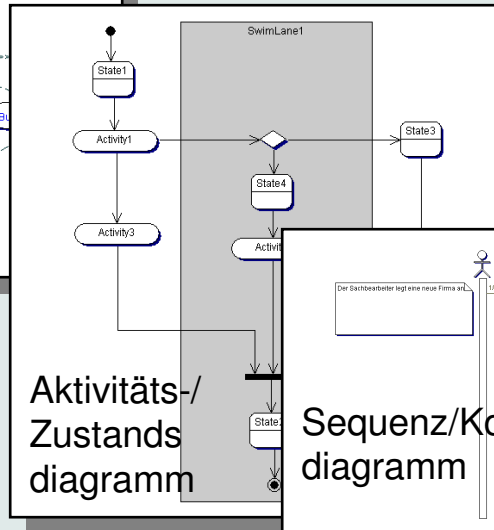 SwimLane1
State1
Activity1
State3
State4
Activity3
Der Sachbearbeiter legt eine neue Firma an
Aktivitäts-/
Zustands
diagramm
Sequenz/Ko
diagramm